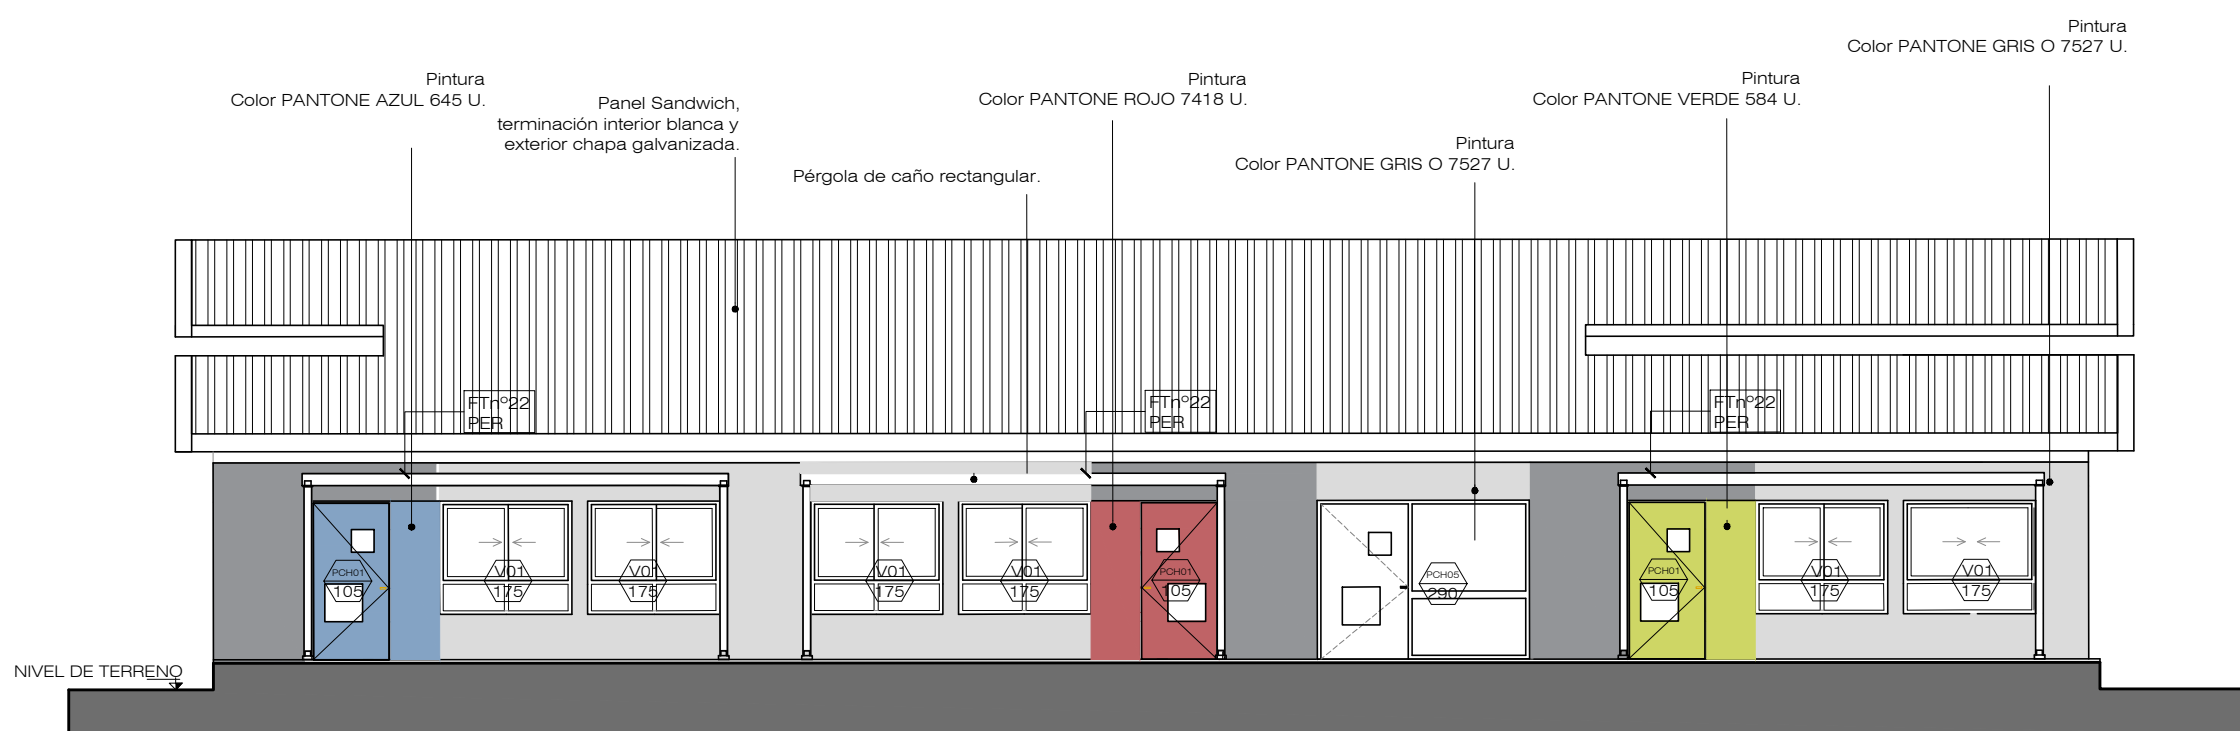 Pintura
Color PANTONE GRIS O 7527 U.
Pintura
Color PANTONE AZUL 645 U.
Panel Sandwich,
terminación interior blanca y
exterior chapa galvanizada.
Pintura
Color PANTONE ROJO 7418 U.
Pintura
Color PANTONE VERDE 584 U.
Pintura
Color PANTONE GRIS O 7527 U.
Pérgola de caño rectangular.
FTnº22
PER
FTnº22
PER
FTnº22
PER
PCH01
105
V01
175
V01
175
V01
175
V01
175
PCH01
105
PCH05
290
PCH01
105
V01
175
V01
175
NIVEL DE TERRENO